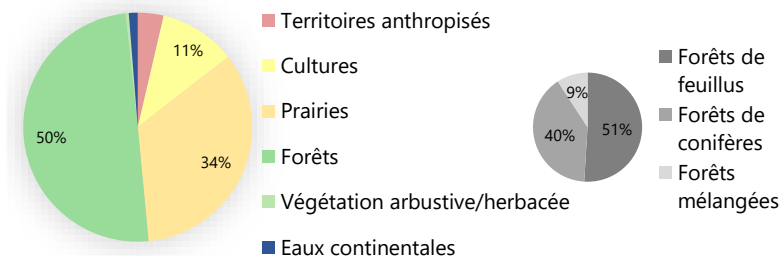 Territoires anthropisés
Cultures
Prairies
Forêts
Végétation arbustive/herbacée
Eaux continentales
11%
34%
50%
Forêts de
feuillus
Forêts de
conifères
Forêts
mélangées
9%
40%
51%